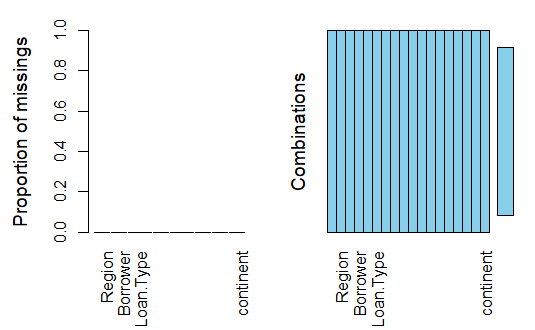 Proportion of missings
1.0
0.8
0.6
0.4
0.2
0.0
Region
Borrower
Loan.Type
continent
Combinations
Region
Borrower
Loan.Type
continent